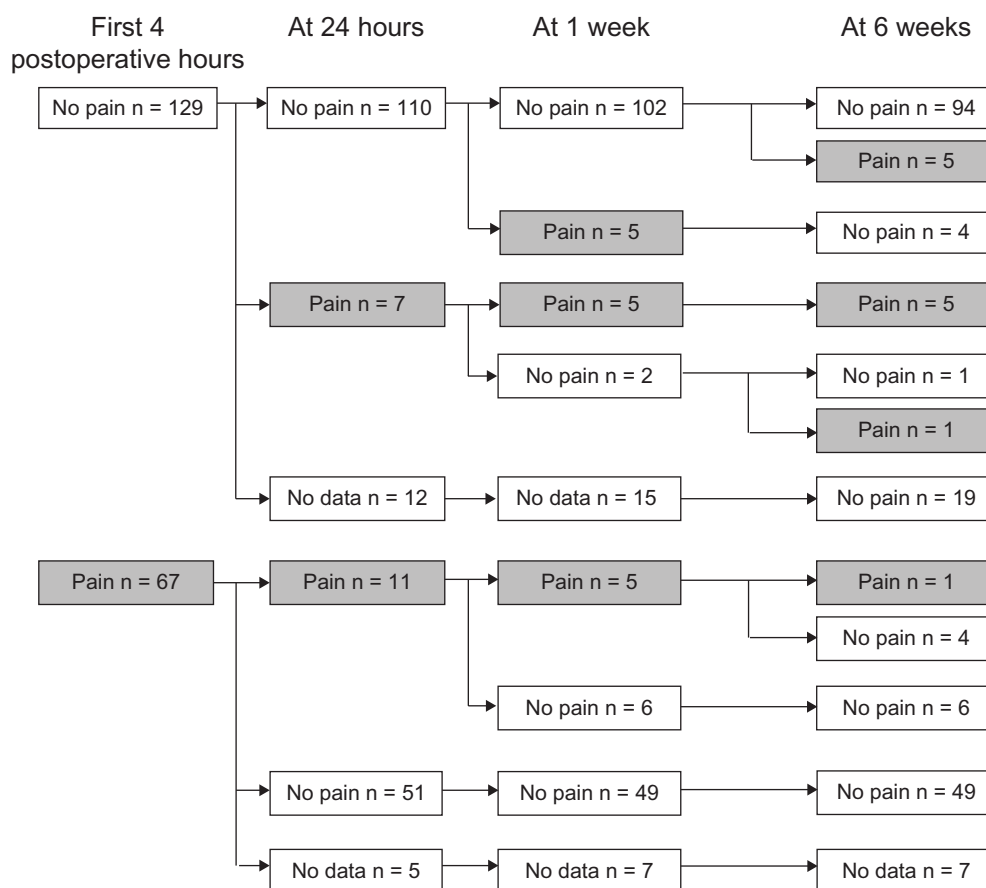 First 4
postoperative hours
At 24 hours
At 1 week
At 6 weeks
No pain n = 129
No pain n = 110
No pain n = 102
No pain n = 94
Pain n = 5
Pain n = 5
No pain n = 4
Pain n = 7
Pain n = 5
Pain n = 5
No pain n = 2
No pain n = 1
Pain n = 1
No data n = 12
No data n = 15
No pain n = 19
Pain n = 67
Pain n = 11
Pain n = 5
Pain n = 1
No pain n = 4
No pain n = 6
No pain n = 6
No pain n = 51
No pain n = 49
No pain n = 49
No data n = 5
No data n = 7
No data n = 7